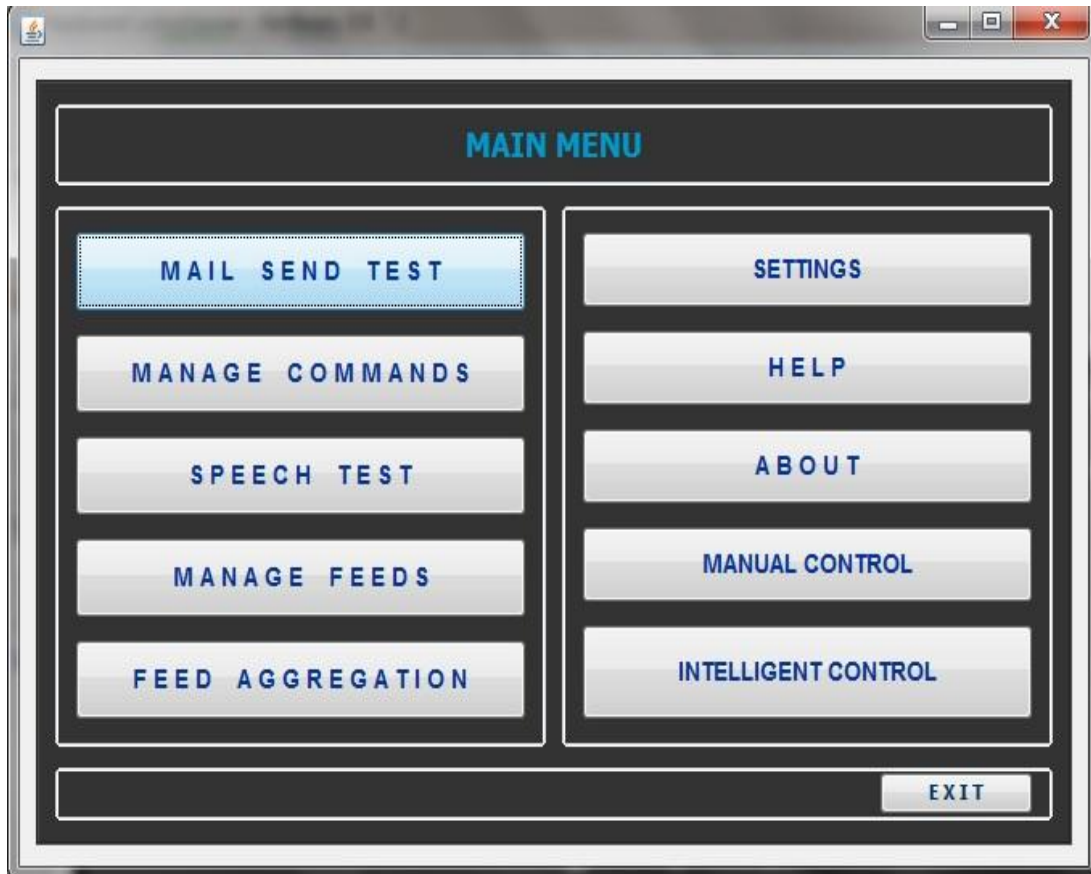 MAIN MENU
MAIL SEND TEST
MANAGE COMMANDS
SPEECH TEST
MANAGE FEEDS
FEED AGGREGATION
SETTINGS
HELP
ABOUT
MANUAL CONTROL
INTELLIGENT CONTROL
EXIT